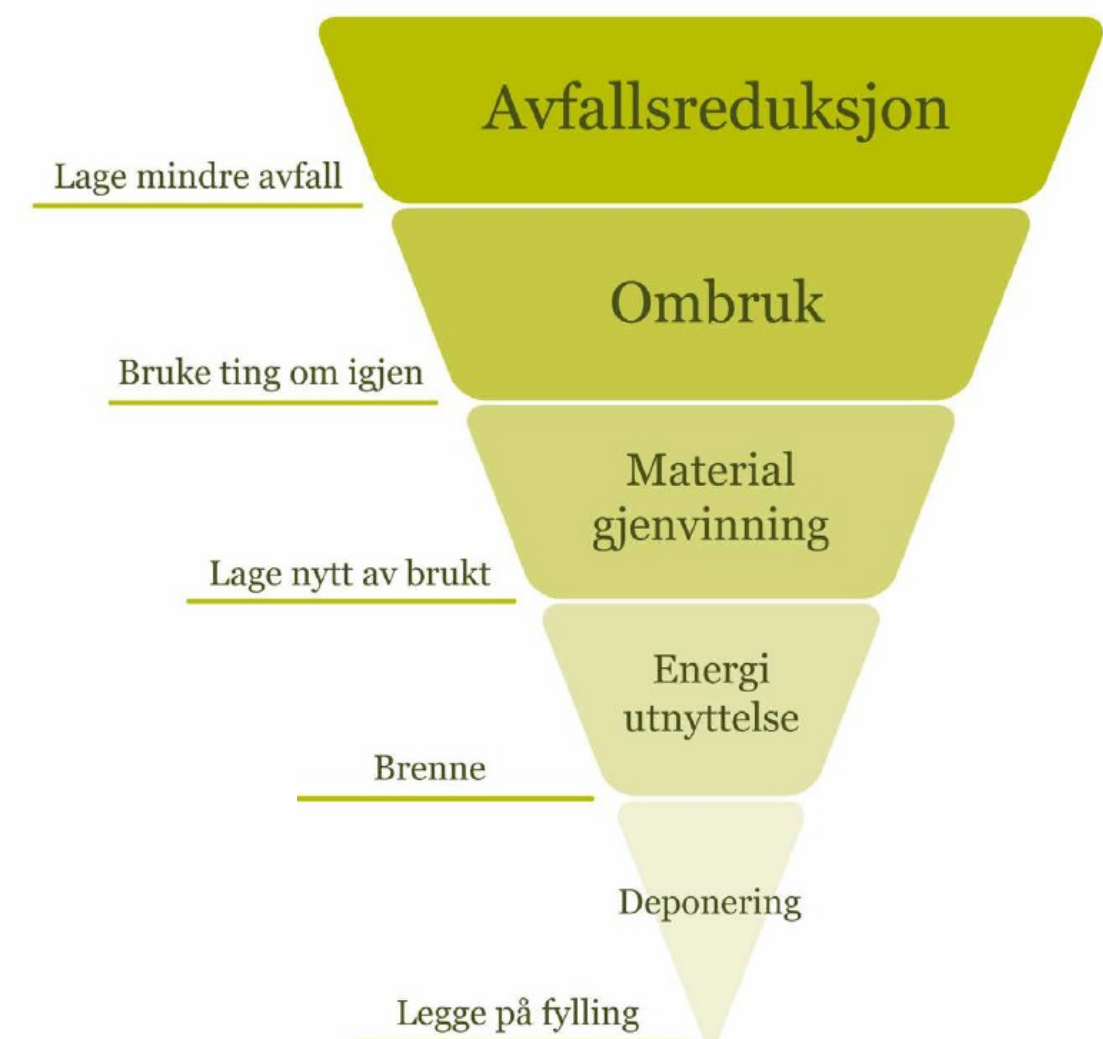 Avfallsreduksjon
Lage mindre avfall
Ombruk
Bruke ting om igjen
Material
gjenvinning
Lage nytt av brukt
Energi
utnyttelse
Brenne
Deponering
Legge på fylling